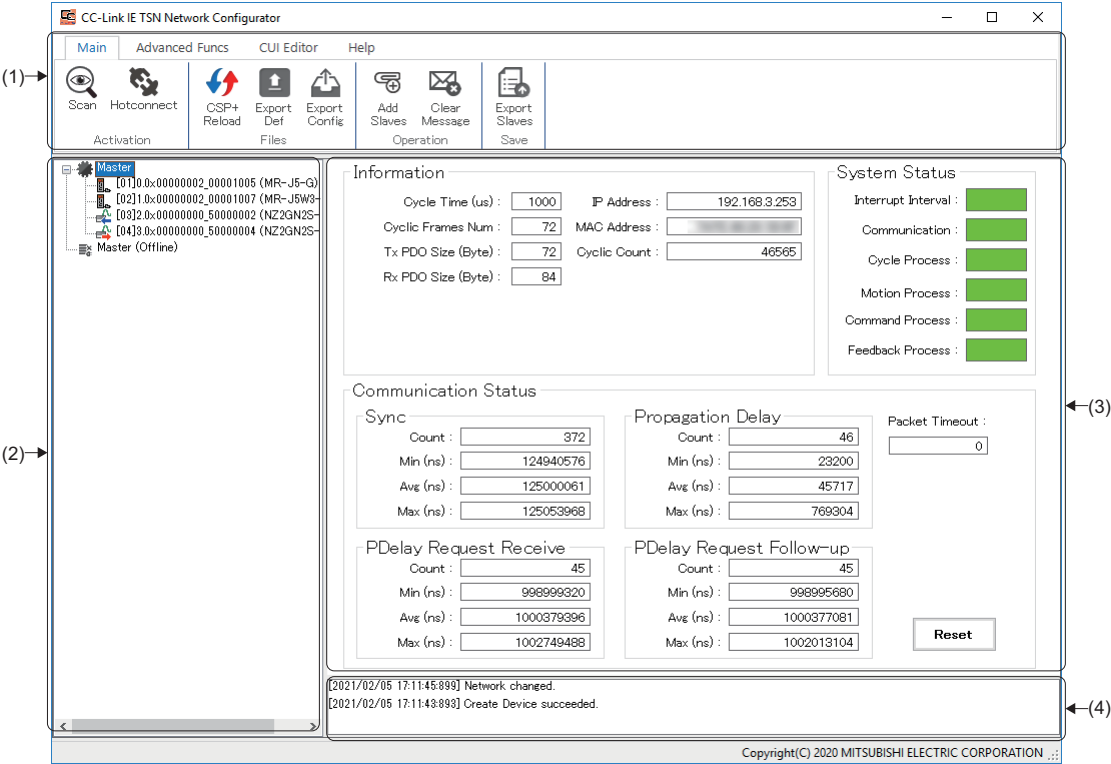 CC-Link IE TSN Network Configurator
Main Advanced Funcs CUI Editor Help
(1)
Scan Hotconnect CSP+ Reload Export Def Export Config Add Slaves Clear Message Export Slaves
Activation Files Operation Save
Master
[01]0.0x00000002_00001005 (MR-J5-G)
[02]1.0x00000002_00001007 (MR-J5W3-
[03]2.0x00000000_50000002 (NZ2GN2S-
[04]3.0x00000000_50000004 (NZ2GN2S-
Master (Offline)
(2)
Information
Cycle Time (us) : 1000 IP Address : 192.168.3.253
Cyclic Frames Num : 72 MAC Address :
Tx PDO Size (Byte) : 72 Cyclic Count : 46565
Rx PDO Size (Byte) : 84
System Status
Interrupt Interval :
Communication :
Cycle Process :
Motion Process :
Command Process :
Feedback Process :
(3)
Communication Status
Sync
Count : 372
Min (ns) : 124940576
Avg (ns) : 125000061
Max (ns) : 125053968
Propagation Delay
Count : 46
Min (ns) : 23200
Avg (ns) : 45717
Max (ns) : 769304
Packet Timeout :
0
PDelay Request Receive
Count : 45
Min (ns) : 998999320
Avg (ns) : 1000379396
Max (ns) : 1002749488
PDelay Request Follow-up
Count : 45
Min (ns) : 998995680
Avg (ns) : 1000377081
Max (ns) : 1002013104
Reset
[2021/02/05 17:11:45:899] Network changed.
[2021/02/05 17:11:43:893] Create Device succeeded.
(4)
Copyright(C) 2020 MITSUBISHI ELECTRIC CORPORATION